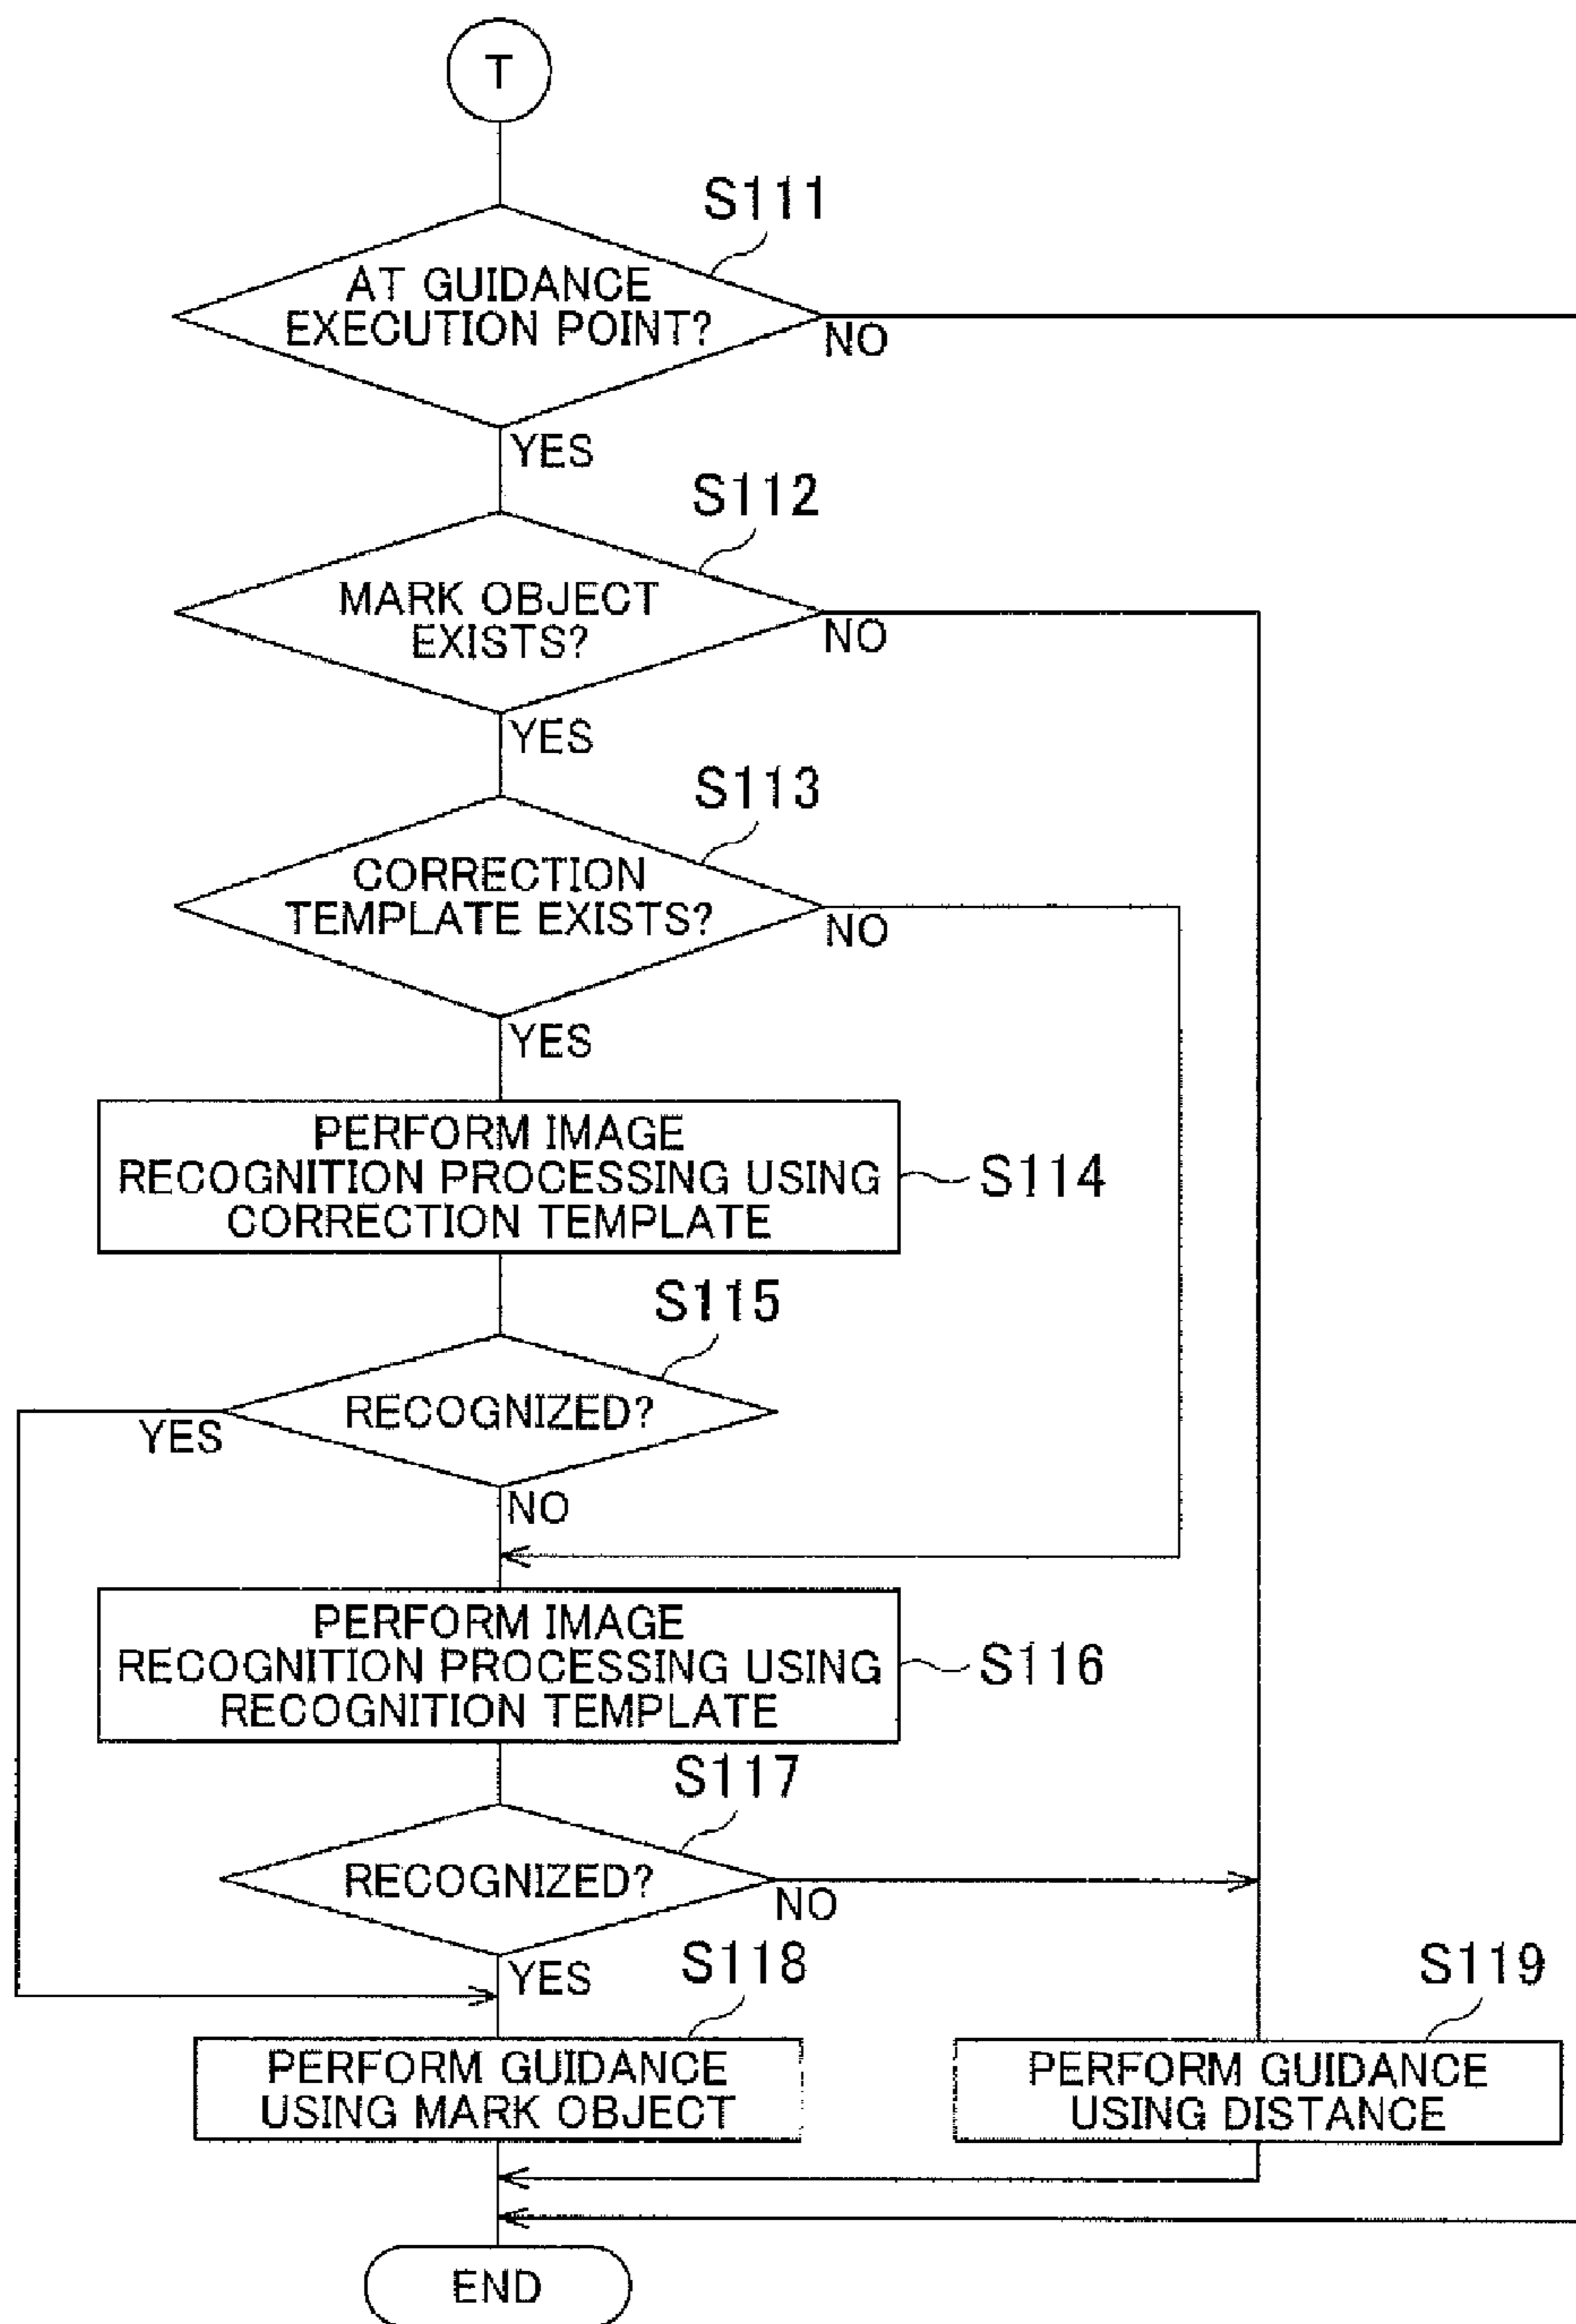 T
S111
AT GUIDANCE
EXECUTION POINT?
NO
YES
S112
MARK OBJECT
EXISTS?
NO
YES
S113
CORRECTION
TEMPLATE EXISTS?
NO
YES
PERFORM IMAGE
RECOGNITION PROCESSING USING
CORRECTION TEMPLATE
S114
S115
RECOGNIZED?
YES
NO
PERFORM IMAGE
RECOGNITION PROCESSING USING
RECOGNITION TEMPLATE
S116
S117
RECOGNIZED?
NO
YES
S118
PERFORM GUIDANCE
USING MARK OBJECT
S119
PERFORM GUIDANCE
USING DISTANCE
END